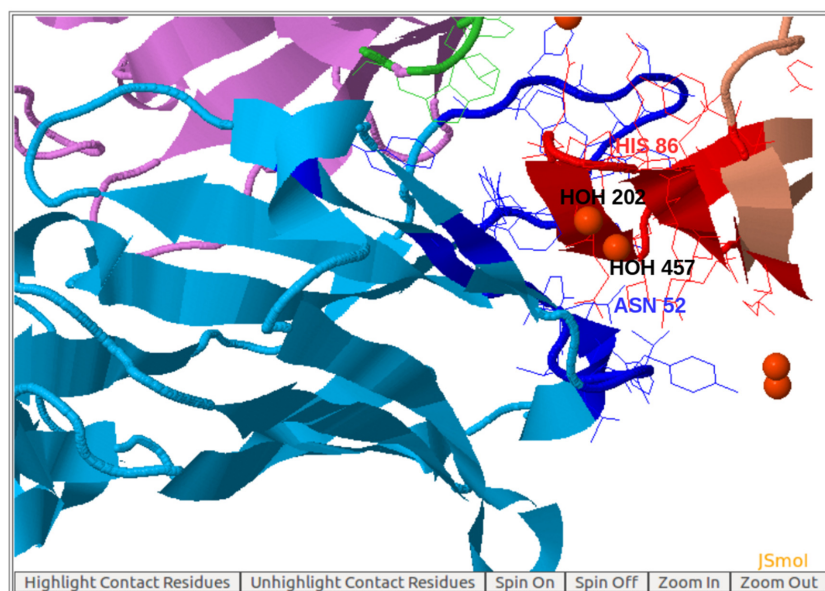 HIS 86
HOH 202
HOH 457
ASN 52
JSmol
Highlight Contact Residues Unhighlight Contact Residues Spin On Spin Off Zoom In Zoom Out